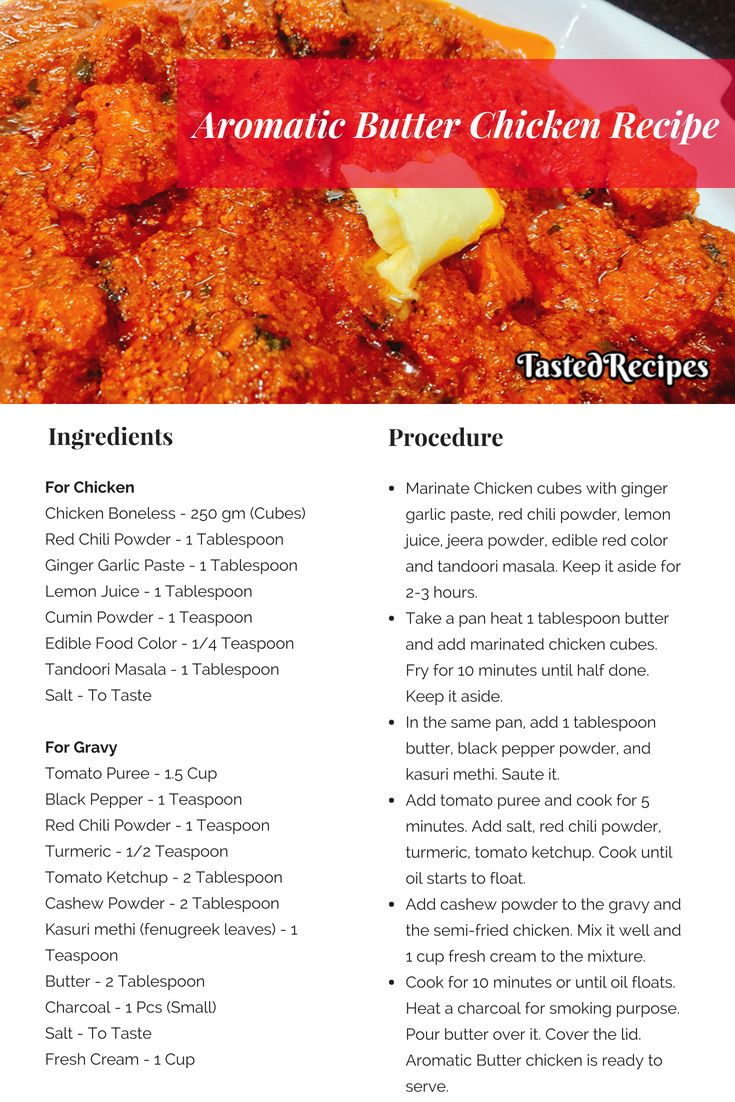 Aromatic Butter Chicken Recipe
TastedRecipes
Ingredients
For Chicken
Chicken Boneless - 250 gm (Cubes)
Red Chili Powder - 1 Tablespoon
Ginger Garlic Paste - 1 Tablespoon
Lemon Juice - 1 Tablespoon
Cumin Powder - 1 Teaspoon
Edible Food Color - 1/4 Teaspoon
Tandoori Masala - 1 Tablespoon
Salt - To Taste
For Gravy
Tomato Puree - 1.5 Cup
Black Pepper - 1 Teaspoon
Red Chili Powder - 1 Teaspoon
Turmeric - 1/2 Teaspoon
Tomato Ketchup - 2 Tablespoon
Cashew Powder - 2 Tablespoon
Kasuri methi (fenugreek leaves) - 1
Teaspoon
Butter - 2 Tablespoon
Charcoal - 1 Pcs (Small)
Salt - To Taste
Fresh Cream - 1 Cup
Procedure
• Marinate Chicken cubes with ginger
garlic paste, red chili powder, lemon
juice, jeera powder, edible red color
and tandoori masala. Keep it aside for
2-3 hours.
• Take a pan heat 1 tablespoon butter
and add marinated chicken cubes.
Fry for 10 minutes until half done.
Keep it aside.
• In the same pan, add 1 tablespoon
butter, black pepper powder, and
kasuri methi. Saute it.
• Add tomato puree and cook for 5
minutes. Add salt, red chili powder,
turmeric, tomato ketchup. Cook until
oil starts to float.
• Add cashew powder to the gravy and
the semi-fried chicken. Mix it well and
1 cup fresh cream to the mixture.
• Cook for 10 minutes or until oil floats.
Heat a charcoal for smoking purpose.
Pour butter over it. Cover the lid.
Aromatic Butter chicken is ready to
serve.